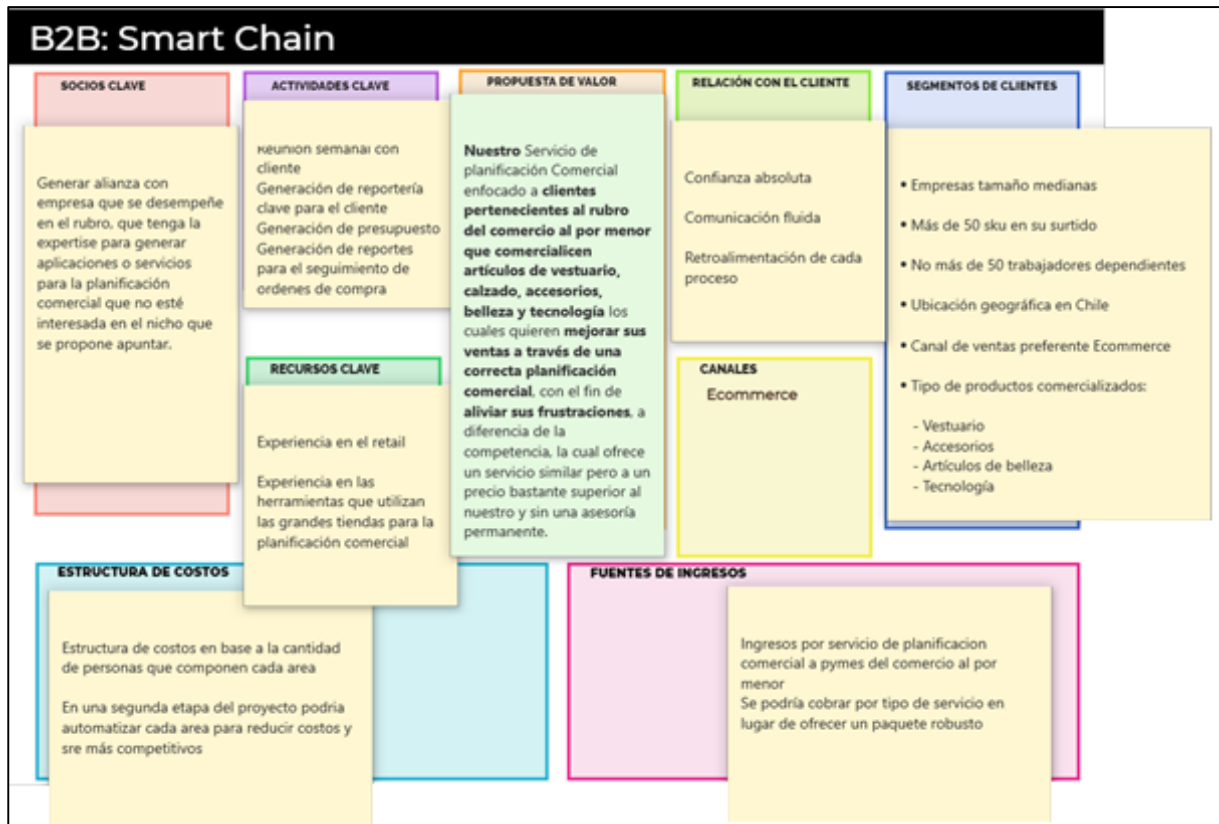 B2B: Smart Chain
SOCIOS CLAVE
Generar alianza con
empresa que se desempeñe
en el rubro, que tenga la
expertise para generar
aplicaciones o servicios
para la planificación
comercial que no esté
interesada en el nicho que
se propone apuntar.
ACTIVIDADES CLAVE
Reunión semanal con
cliente
Generación de reportería
clave para el cliente
Generación de presupuesto
Generación de reportes
para el seguimiento de
ordenes de compra
RECURSOS CLAVE
Experiencia en el retail
Experiencia en las
herramientas que utilizan
las grandes tiendas para la
planificación comercial
PROPUESTA DE VALOR
Nuestro Servicio de
planificación Comercial
enfocado a clientes
pertenecientes al rubro
del comercio al por menor
que comercialicen
artículos de vestuario,
calzado, accesorios,
belleza y tecnología los
cuales quieren mejorar sus
ventas a través de una
correcta planificación
comercial, con el fin de
aliviar sus frustraciones, a
diferencia de la
competencia, la cual ofrece
un servicio similar pero a un
precio bastante superior al
nuestro y sin una asesoría
permanente.
RELACIÓN CON EL CLIENTE
Confianza absoluta
Comunicación fluida
Retroalimentación de cada
proceso
CANALES
Ecommerce
SEGMENTOS DE CLIENTES
• Empresas tamaño medianas
• Más de 50 sku en su surtido
• No más de 50 trabajadores dependientes
• Ubicación geográfica en Chile
• Canal de ventas preferente Ecommerce
• Tipo de productos comercializados:
- Vestuario
- Accesorios
- Artículos de belleza
- Tecnología
ESTRUCTURA DE COSTOS
Estructura de costos en base a la cantidad
de personas que componen cada area
En una segunda etapa del proyecto podria
automatizar cada area para reducir costos y
sre más competitivos
FUENTES DE INGRESOS
Ingresos por servicio de planificacion
comercial a pymes del comercio al por
menor
Se podría cobrar por tipo de servicio en
lugar de ofrecer un paquete robusto